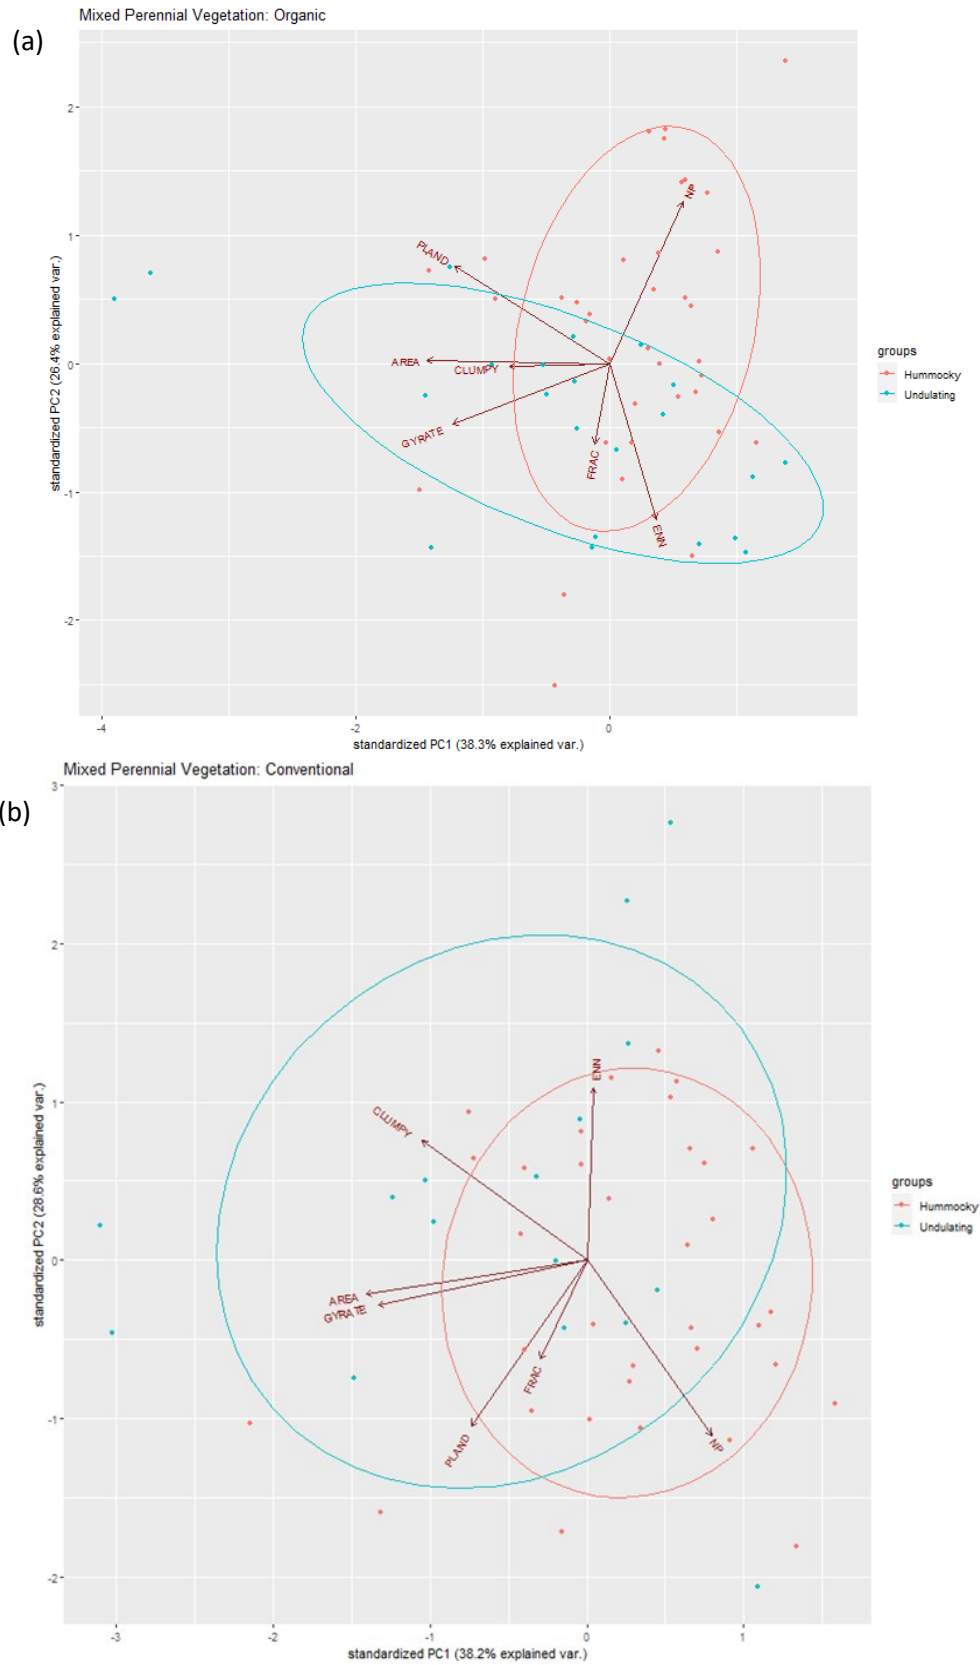 Mixed Perennial Vegetation: Organic
(a)
2
1
0
-1
-2
standardized PC2 (26.4% explained var.)
NP
PLAND
AREA
CLUMPY
GYRATE
FRAC
ENN
groups
Hummocky
Undulating
-4
-2
0
standardized PC1 (38.3% explained var.)
Mixed Perennial Vegetation: Conventional
(b)
3
2
1
0
-1
-2
standardized PC2 (28.6% explained var.)
ENN
CLUMPY
AREA
GYRATE
FRAC
PLAND
NP
groups
Hummocky
Undulating
-3
-2
-1
0
1
standardized PC1 (38.2% explained var.)